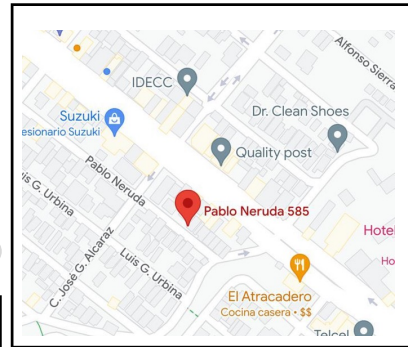 Alfonso Sierra
IDECC
Dr. Clean Shoes
Suzuki
esionario Suzuki
Quality post
Pablo Neruda
is G. Urbina
Pablo Neruda 585
C. José G. Alcaraz
Luis G. Urbina
Hotel
Ho
El Atracadero
Cocina casera • $$
Telcel